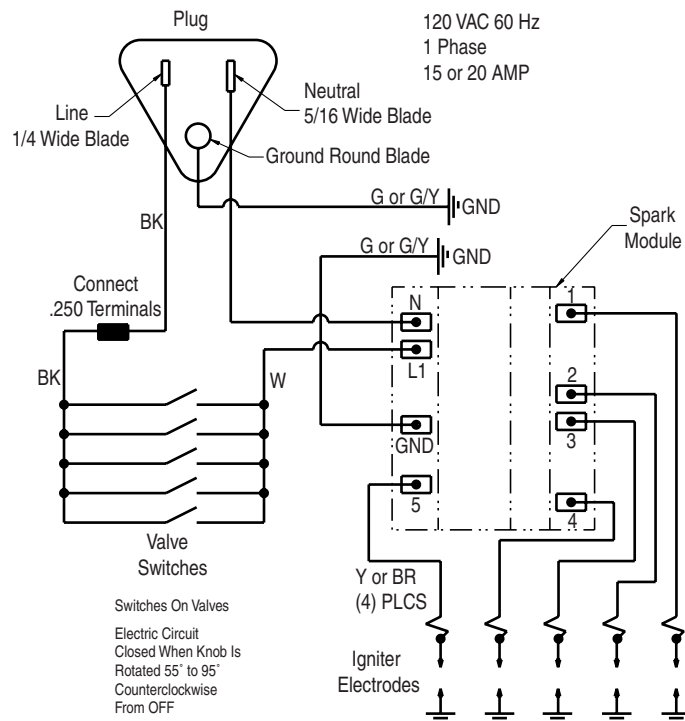 Plug
120 VAC 60 Hz
1 Phase
15 or 20 AMP
Line
1/4 Wide Blade
Neutral
5/16 Wide Blade
Ground Round Blade
G or G/Y
GND
BK
G or G/Y
GND
Spark
Module
Connect
.250 Terminals
N
1
L1
BK
W
2
3
GND
5
4
Valve
Switches
Y or BR
(4) PLCS
Switches On Valves
Electric Circuit
Closed When Knob Is
Rotated 55˚ to 95˚
Counterclockwise
From OFF
Igniter
Electrodes